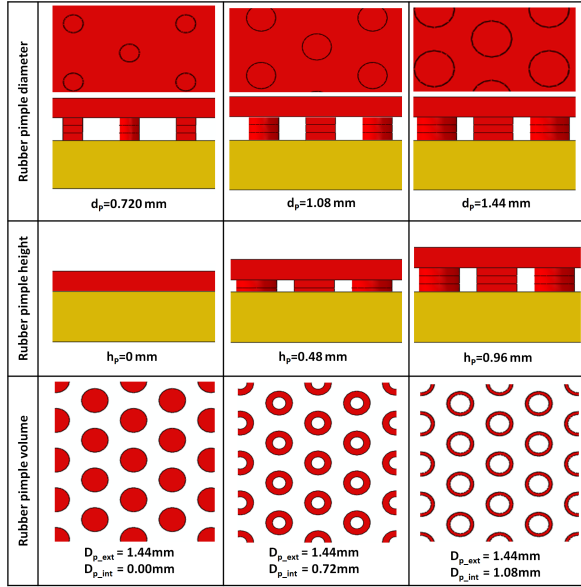 Rubber pimple diameter
dₚ=0.720 mm
dₚ=1.08 mm
dₚ=1.44 mm
Rubber pimple height
hₚ=0 mm
hₚ=0.48 mm
hₚ=0.96 mm
Rubber pimple volume
Dp_ext = 1.44mm
Dp_int = 0.00mm
Dp_ext = 1.44mm
Dp_int = 0.72mm
Dp_ext = 1.44mm
Dp_int = 1.08mm